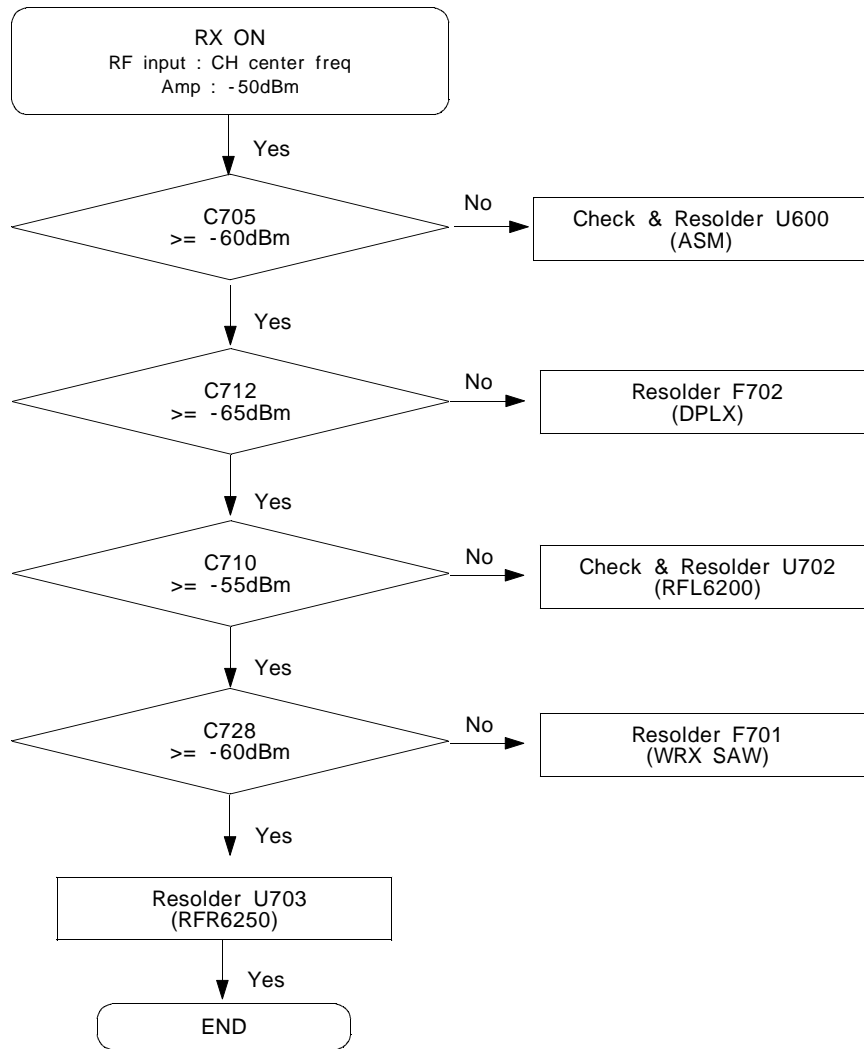 RX ON
RF input : CH center freq
Amp : -50dBm
Yes
C705
>= -60dBm
No
Check & Resolder U600
(ASM)
Yes
C712
>= -65dBm
No
Resolder F702
(DPLX)
Yes
C710
>= -55dBm
No
Check & Resolder U702
(RFL6200)
Yes
C728
>= -60dBm
No
Resolder F701
(WRX SAW)
Yes
Resolder U703
(RFR6250)
Yes
END